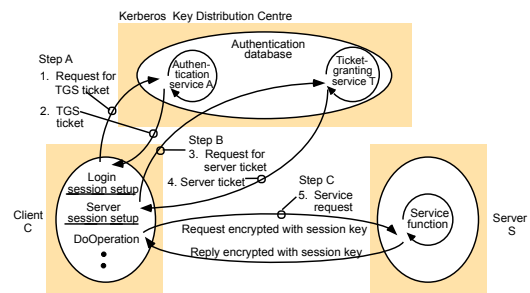 Kerberos Key Distribution Centre
Authentication
database
Authen-
tication
service A
Ticket-
granting
service T
Step A
1. Request for
TGS ticket
2. TGS
ticket
Step B
3. Request for
server ticket
4. Server ticket
Step C
5. Service
request
Login
session setup
Server
session setup
DoOperation
Client
C
Request encrypted with session key
Reply encrypted with session key
Service
function
Server
S